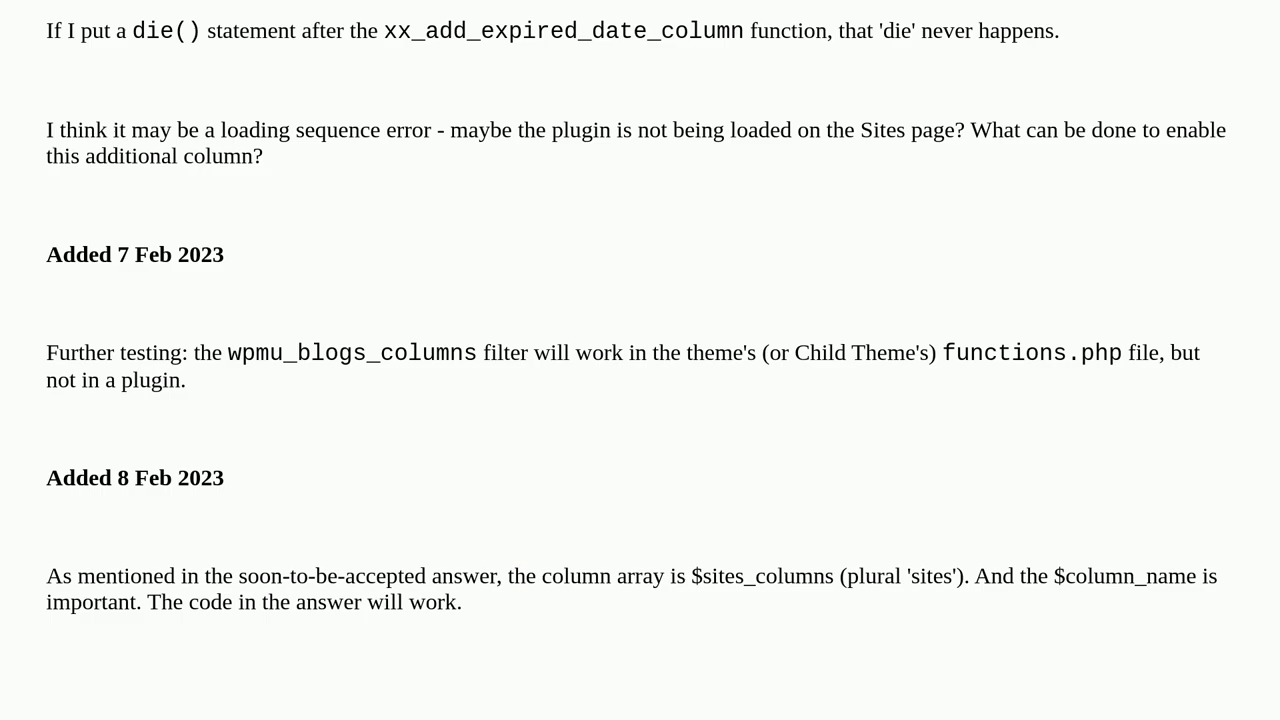 If I put a die() statement after the xx_add_expired_date_column function, that 'die' never happens.
I think it may be a loading sequence error - maybe the plugin is not being loaded on the Sites page? What can be done to enable
this additional column?
Added 7 Feb 2023
Further testing: the wpmu_blogs_columns filter will work in the theme's (or Child Theme's) functions.php file, but
not in a plugin.
Added 8 Feb 2023
As mentioned in the soon-to-be-accepted answer, the column array is $sites_columns (plural 'sites'). And the $column_name is
important. The code in the answer will work.